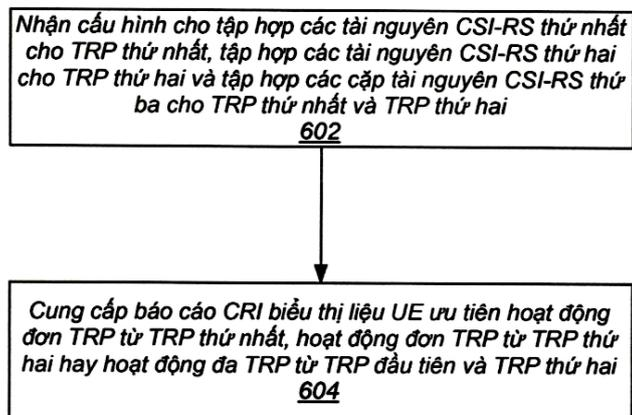 Nhận cấu hình cho tập hợp các tài nguyên CSI-RS thứ nhất
cho TRP thứ nhất, tập hợp các tài nguyên CSI-RS thứ hai
cho TRP thứ hai và tập hợp các cặp tài nguyên CSI-RS thứ
ba cho TRP thứ nhất và TRP thứ hai
602
Cung cấp báo cáo CRI biểu thị liệu UE ưu tiên hoạt động
đơn TRP từ TRP thứ nhất, hoạt động đơn TRP từ TRP thứ
hai hay hoạt động đa TRP từ TRP đầu tiên và TRP thứ hai
604